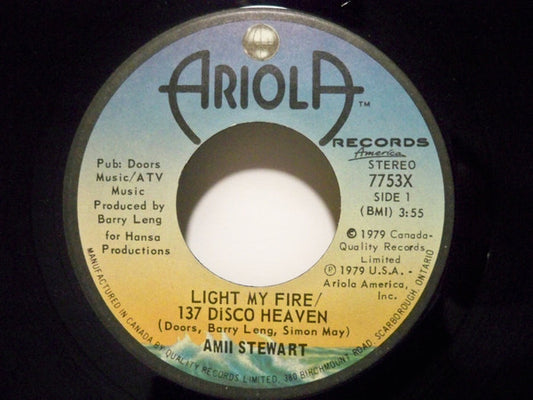 ARIOLA™
RECORDS
America
STEREO
7753X
SIDE 1
(BMI) 3:55
Pub: Doors
Music/ATV
Music
Produced by
Barry Leng
for Hansa
Productions
© 1979 Canada-
Quality Records
Limited
℗ 1979 U.S.A. -
Ariola America,
Inc.
LIGHT MY FIRE/
137 DISCO HEAVEN
(Doors, Barry Leng, Simon May)
AMII STEWART
MANUFACTURED IN CANADA BY QUALITY RECORDS LIMITED, 380 BIRCHMOUNT ROAD, SCARBOROUGH, ONTARIO